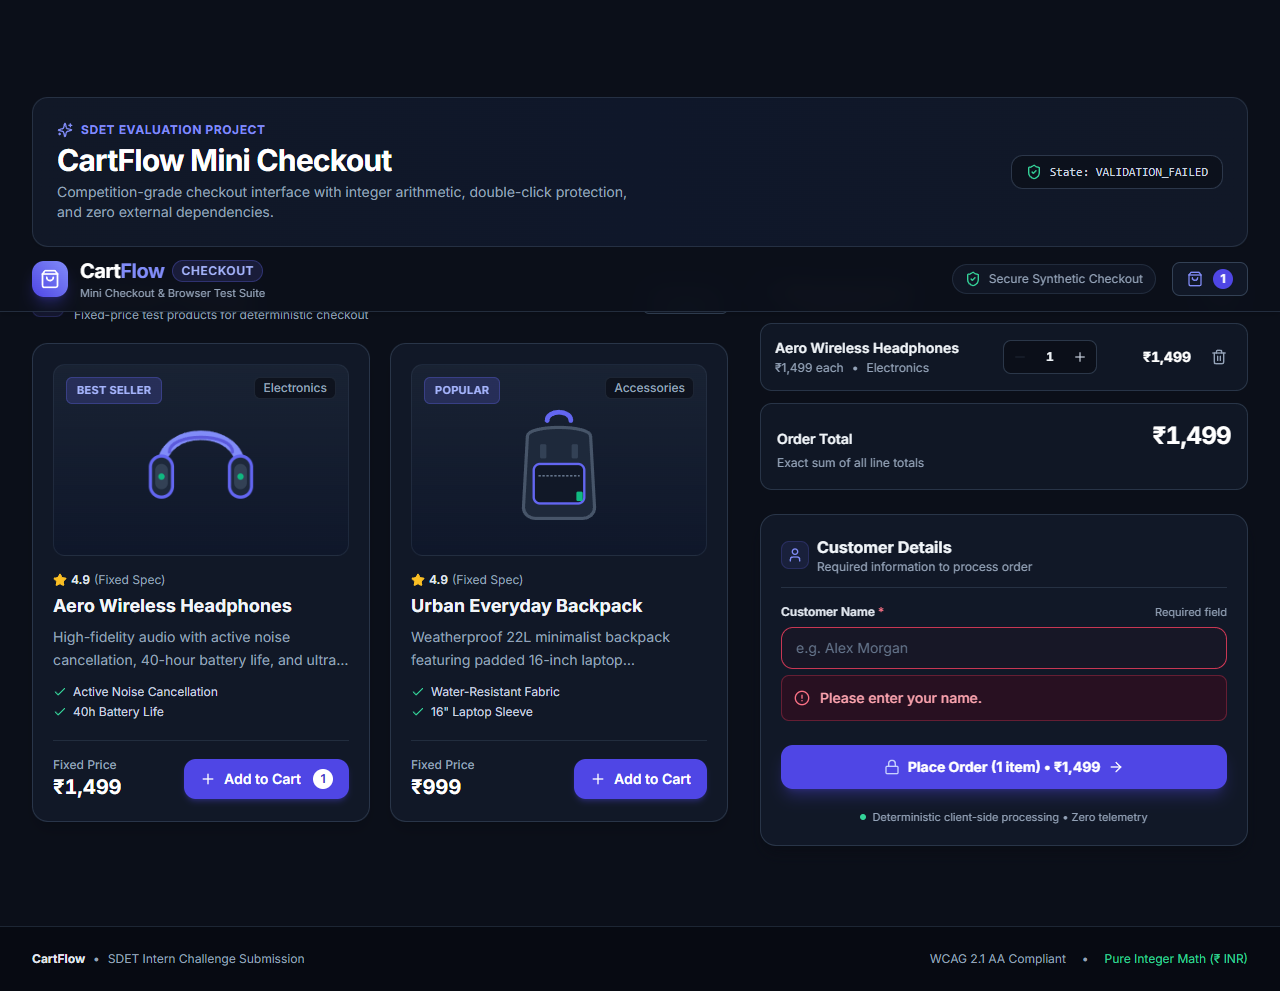 SDET EVALUATION PROJECT
CartFlow Mini Checkout
Competition-grade checkout interface with integer arithmetic, double-click protection,
and zero external dependencies.
State: VALIDATION_FAILED
CartFlow CHECKOUT
Mini Checkout & Browser Test Suite
Secure Synthetic Checkout
1
Fixed-price test products for deterministic checkout
BEST SELLER
Electronics
4.9 (Fixed Spec)
Aero Wireless Headphones
High-fidelity audio with active noise
cancellation, 40-hour battery life, and ultra...
Active Noise Cancellation
40h Battery Life
Fixed Price
₹1,499
Add to Cart 1
POPULAR
Accessories
4.9 (Fixed Spec)
Urban Everyday Backpack
Weatherproof 22L minimalist backpack
featuring padded 16-inch laptop...
Water-Resistant Fabric
16" Laptop Sleeve
Fixed Price
₹999
Add to Cart
Aero Wireless Headphones
₹1,499 each • Electronics
1
₹1,499
Order Total
Exact sum of all line totals
₹1,499
Customer Details
Required information to process order
Customer Name *
Required field
e.g. Alex Morgan
Please enter your name.
Place Order (1 item) • ₹1,499
Deterministic client-side processing • Zero telemetry
CartFlow • SDET Intern Challenge Submission
WCAG 2.1 AA Compliant • Pure Integer Math (₹ INR)